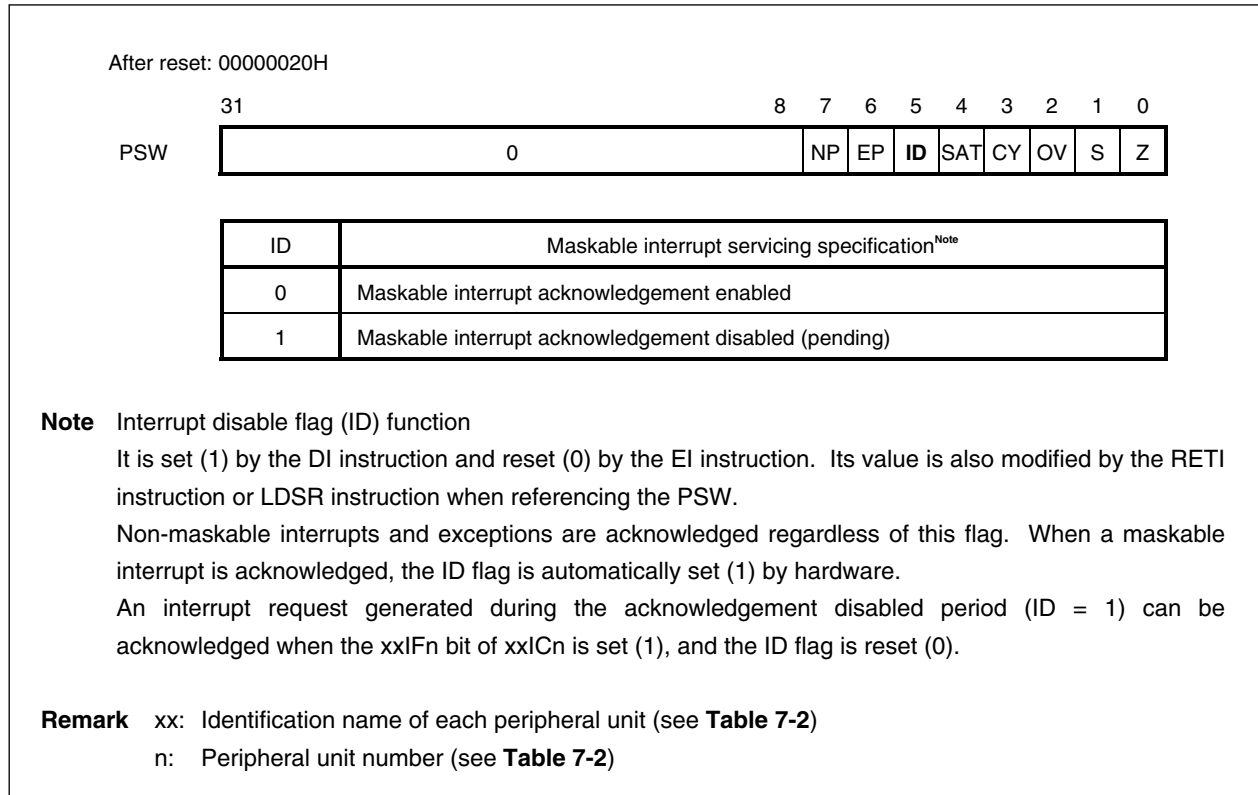 After reset: 00000020H
31 8 7 6 5 4 3 2 1 0
PSW 0 NP EP ID SAT CY OV S Z
ID Maskable interrupt servicing specificationNote
0 Maskable interrupt acknowledgement enabled
1 Maskable interrupt acknowledgement disabled (pending)
Note Interrupt disable flag (ID) function
It is set (1) by the DI instruction and reset (0) by the EI instruction. Its value is also modified by the RETI
instruction or LDSR instruction when referencing the PSW.
Non-maskable interrupts and exceptions are acknowledged regardless of this flag. When a maskable
interrupt is acknowledged, the ID flag is automatically set (1) by hardware.
An interrupt request generated during the acknowledgement disabled period (ID = 1) can be
acknowledged when the xxIFn bit of xxICn is set (1), and the ID flag is reset (0).
Remark xx: Identification name of each peripheral unit (see Table 7-2)
n: Peripheral unit number (see Table 7-2)